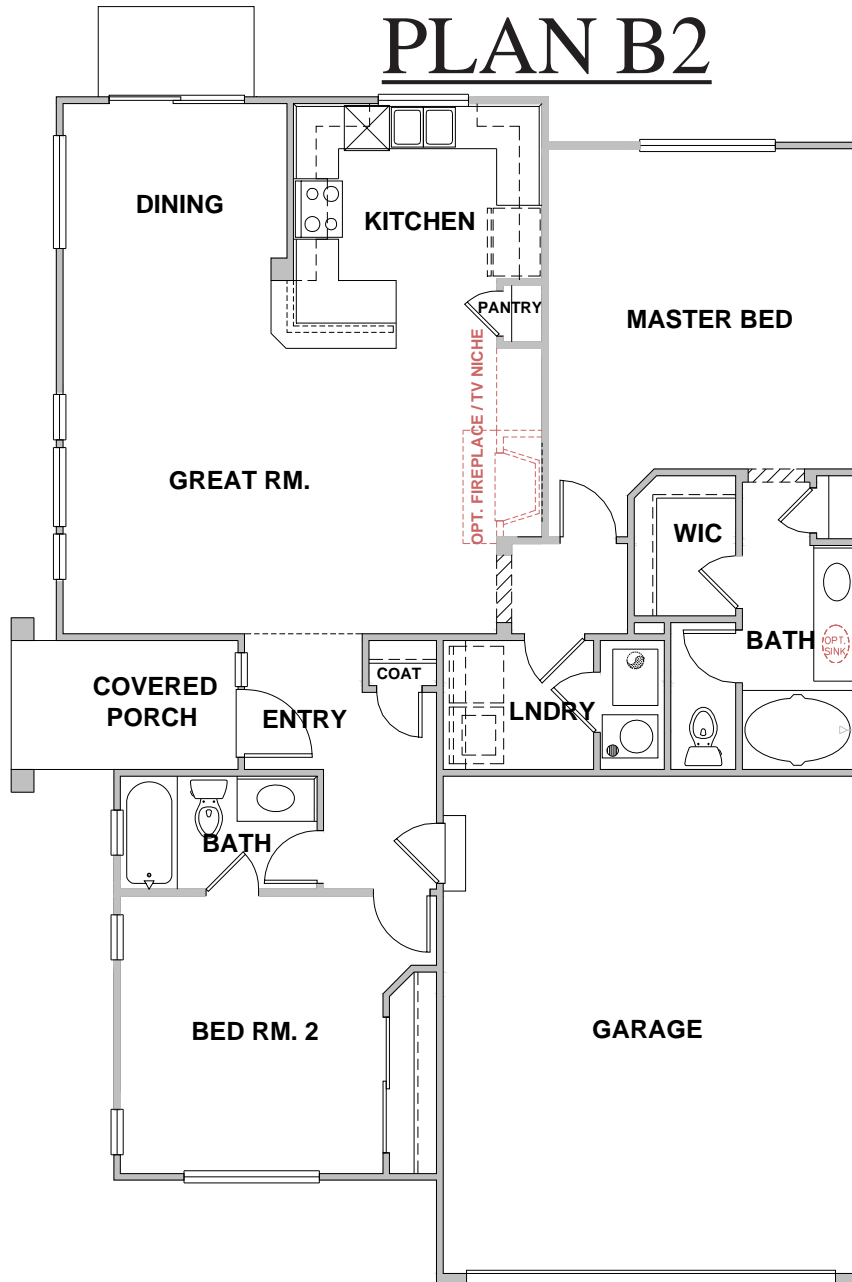 PLAN B2
DINING
KITCHEN
PANTRY
MASTER BED
OPT. FIREPLACE / TV NICHE
GREAT RM.
WIC
BATH
OPT.
SINK
COVERED
PORCH
ENTRY
COAT
LNDRY
BATH
BED RM. 2
GARAGE